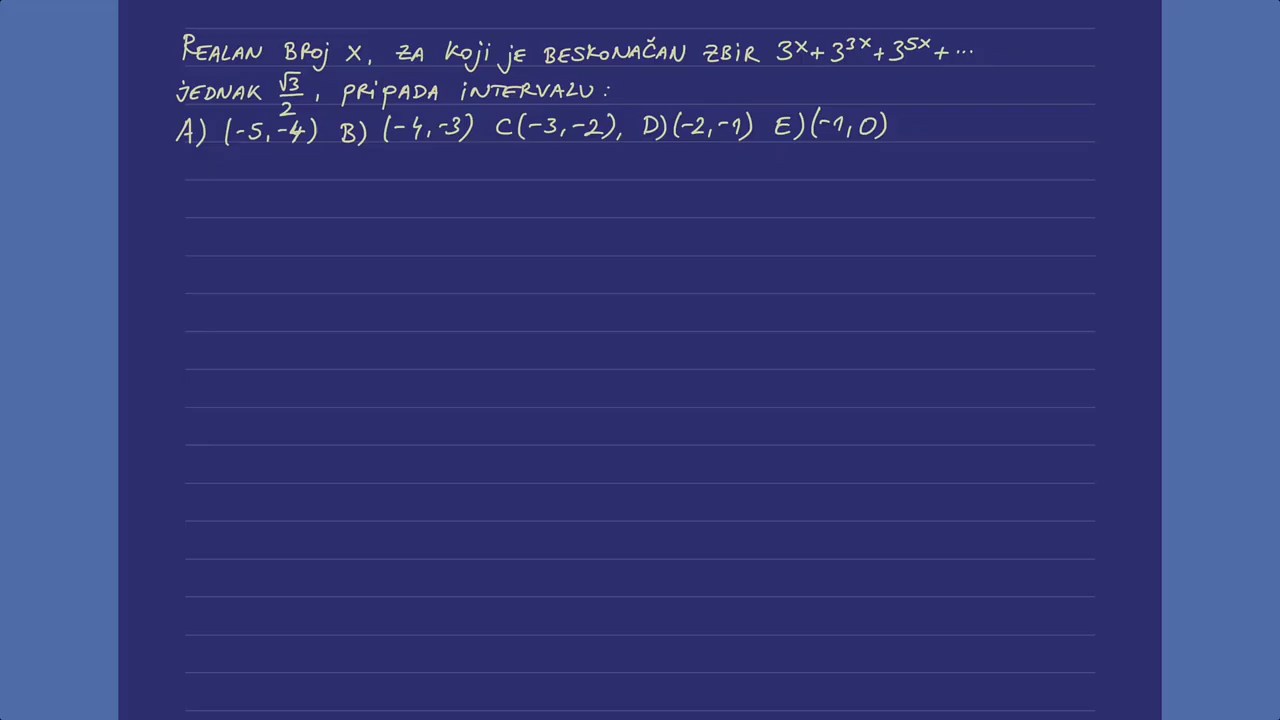 REALAN BROJ X, ZA KOJI JE BESKONAČAN ZBIR 3^x + 3^{3x} + 3^{5x} + ...
JEDNAK √3/2, PRIPADA INTERVALU:
A) (-5,-4) B) (-4,-3) C(-3,-2), D)(-2,-1) E)(-1,0)